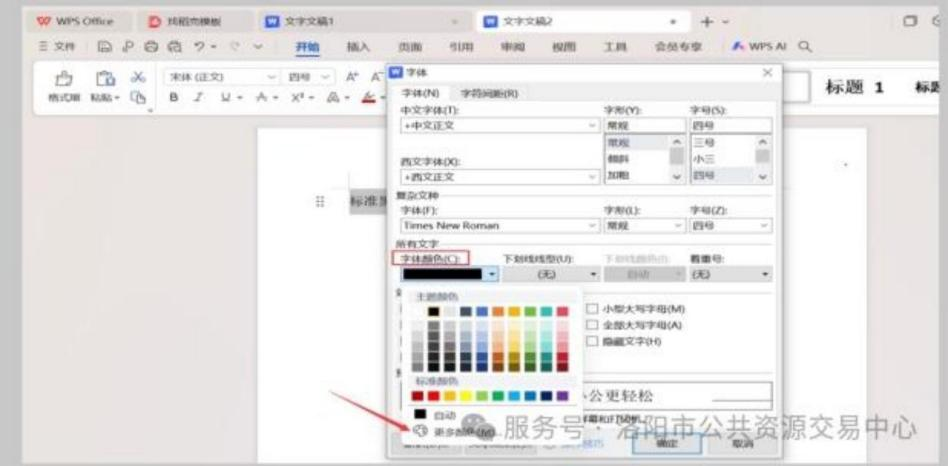 WPS Office 找稻壳模板 文字文稿1 文字文稿2
三 文件 开始 插入 页面 引用 审阅 视图 工具 会员专享 WPS AI
格式刷 粘贴 宋体 (正文) 四号 A⁺ A⁻ 标题 1 标题
B I U A X² A
字体
字体(N) 字符间距(R)
中文字体(T): 字形(Y): 字号(S):
+中文正文 常规 四号
常规 三号
倾斜 小三
西文字体(X): 加粗 四号
+西文正文
复杂文种
字体(F): 字形(L): 字号(Z):
Times New Roman 常规 四号
所有文字
字体颜色(C): 下划线线型(U): 下划线颜色(I): 着重号:
(无) 自动 (无)
标准黑
主题颜色
小型大写字母(M)
全部大写字母(A)
隐藏文字(H)
标准颜色
公更轻松
自动
更多颜色(M)...
服务号 · 洛阳市公共资源交易中心
操作技巧 确定 取消